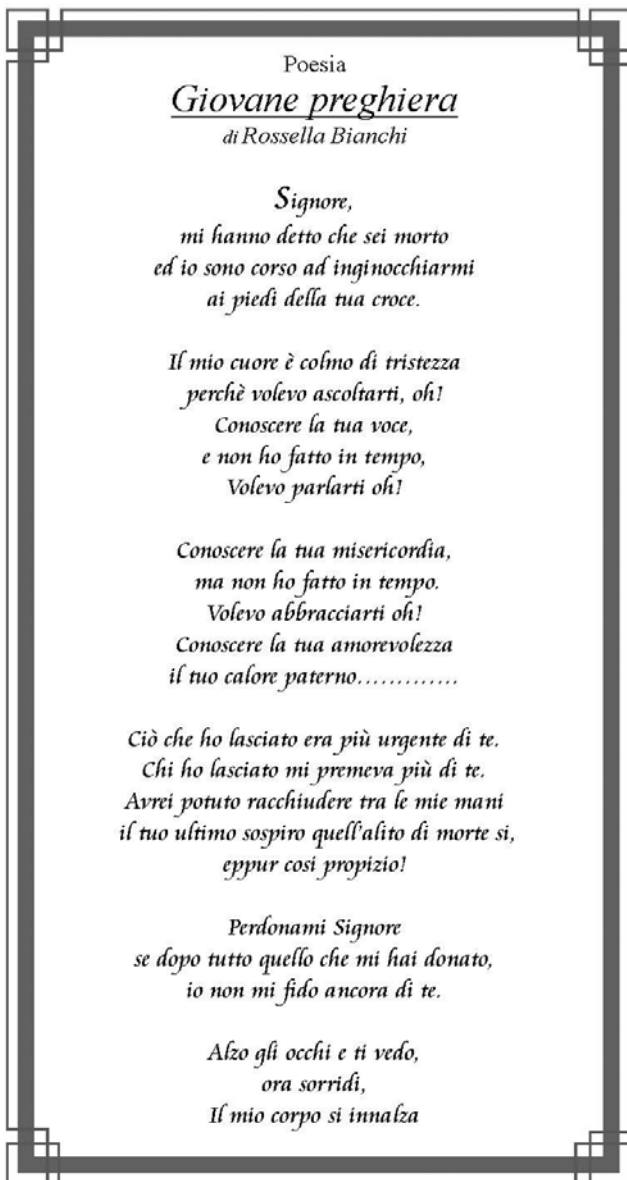 Poesia
Giovane preghiera
di Rossella Bianchi
Signore,
mi hanno detto che sei morto
ed io sono corso ad inginocchiarmi
ai piedi della tua croce.
Il mio cuore è colmo di tristezza
perchè volevo ascoltarti, oh!
Conoscere la tua voce,
e non ho fatto in tempo,
Volevo parlarti oh!
Conoscere la tua misericordia,
ma non ho fatto in tempo.
Volevo abbracciarti oh!
Conoscere la tua amorevolezza
il tuo calore paterno.............
Ciò che ho lasciato era più urgente di te.
Chi ho lasciato mi premeva più di te.
Avrei potuto racchiudere tra le mie mani
il tuo ultimo sospiro quell'alito di morte si,
eppur cosi propizio!
Perdonami Signore
se dopo tutto quello che mi hai donato,
io non mi fido ancora di te.
Alzo gli occhi e ti vedo,
ora sorridi,
Il mio corpo si innalza